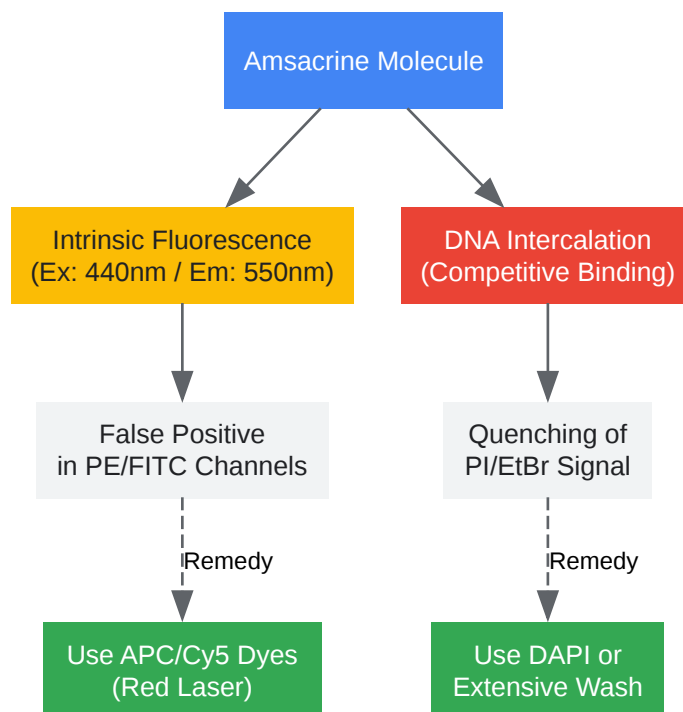 Amsacrine Molecule
Intrinsic Fluorescence
(Ex: 440nm / Em: 550nm)
DNA Intercalation
(Competitive Binding)
False Positive
in PE/FITC Channels
Quenching of
PI/EtBr Signal
Remedy
Remedy
Use APC/Cy5 Dyes
(Red Laser)
Use DAPI or
Extensive Wash